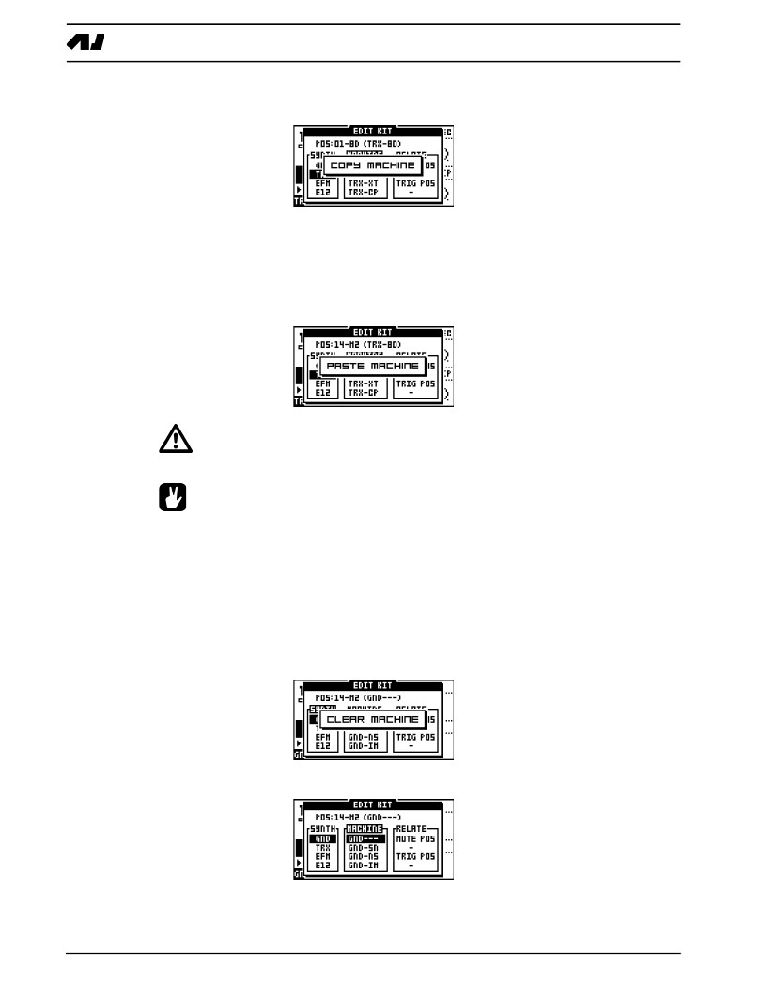 EDIT KIT
POS:01-BD (TRX-BD)
COPY MACHINE
EFM TRX-XT TRIG POS
E12 TRX-CP -
EDIT KIT
POS:14-M2 (TRX-BD)
PASTE MACHINE
EFM TRX-XT TRIG POS
E12 TRX-CP -
EDIT KIT
POS:14-M2 (GND---)
CLEAR MACHINE
EFM GND-NS TRIG POS
E12 GND-IM -
EDIT KIT
POS:14-M2 (GND---)
SYNTH MACHINE RELATE
GND GND--- MUTE POS
TRX GND-SN -
EFM GND-NS TRIG POS
E12 GND-IM -